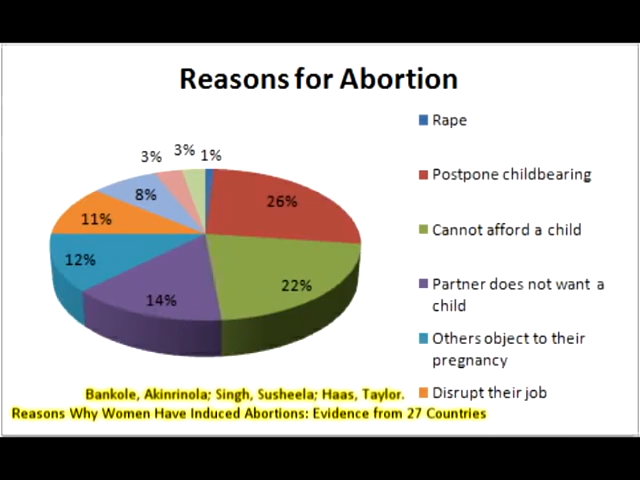 Reasons for Abortion
Rape
3%
3%
1%
Postpone childbearing
26%
8%
11%
Cannot afford a child
12%
22%
14%
Partner does not want a
child
Others object to their
pregnancy
Disrupt their job
Bankole, Akinrinola; Singh, Susheela; Haas, Taylor.
Reasons Why Women Have Induced Abortions: Evidence from 27 Countries